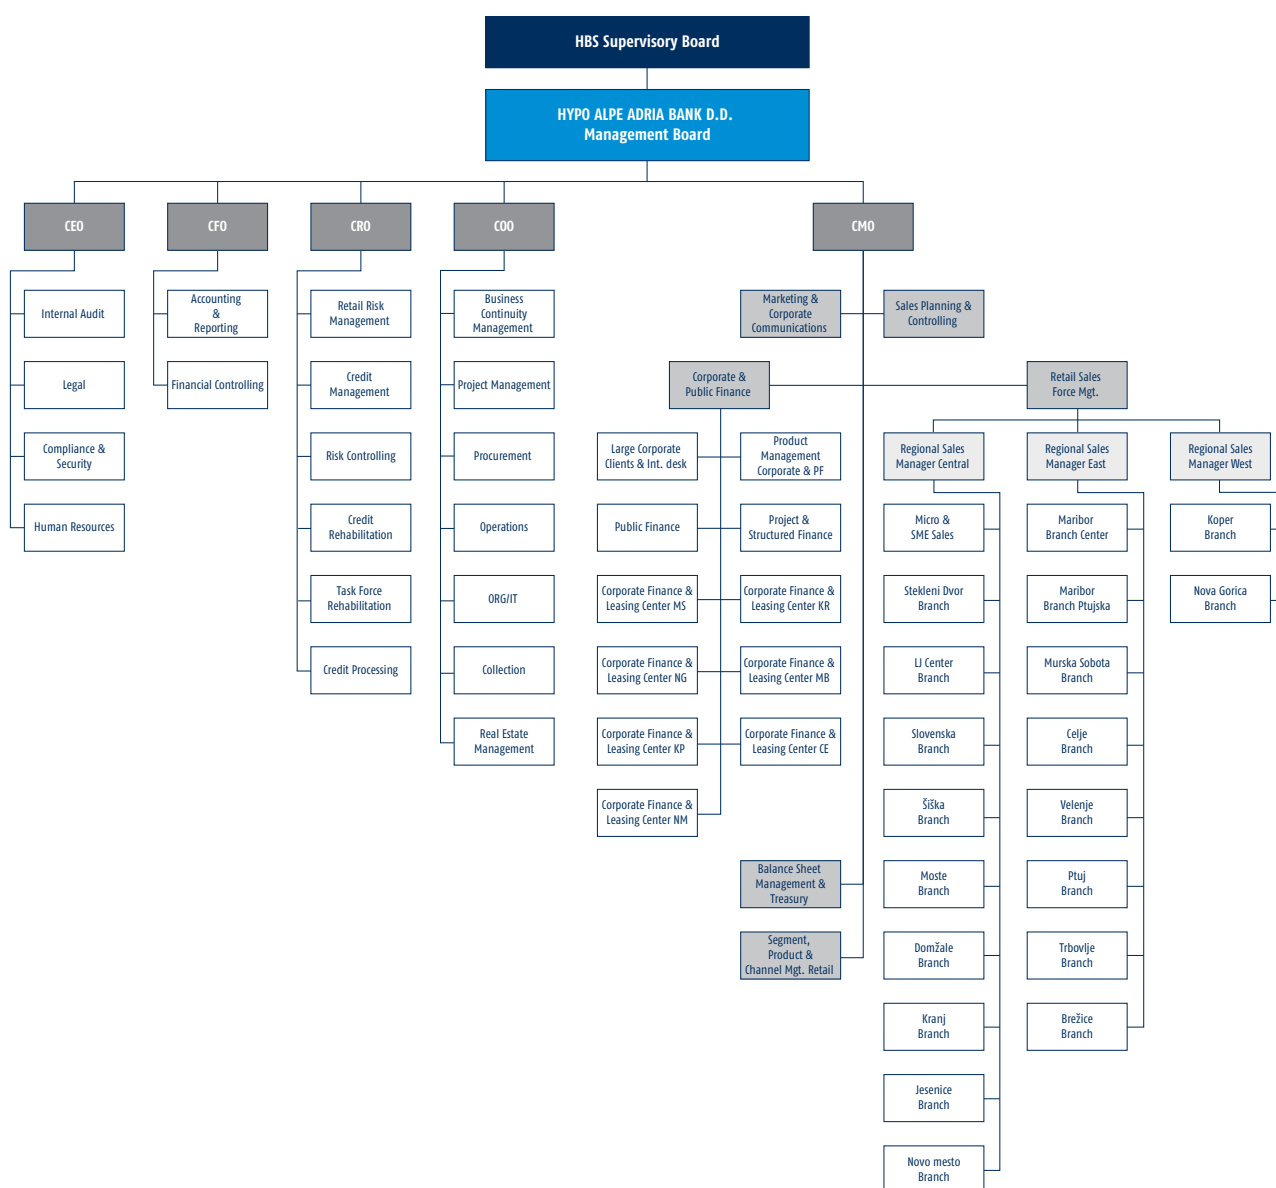 HBS Supervisory Board
HYPO ALPE ADRIA BANK D.D.
Management Board
CEO
CFO
CRO
COO
CMO
Internal Audit
Legal
Compliance &
Security
Human Resources
Accounting
&
Reporting
Financial Controlling
Retail Risk
Management
Credit
Management
Risk Controlling
Credit
Rehabilitation
Task Force
Rehabilitation
Credit Processing
Business
Continuity
Management
Project Management
Procurement
Operations
ORG/IT
Collection
Real Estate
Management
Marketing &
Corporate
Communications
Sales Planning &
Controlling
Corporate &
Public Finance
Retail Sales
Force Mgt.
Large Corporate
Clients & Int. desk
Product
Management
Corporate & PF
Public Finance
Project &
Structured Finance
Corporate Finance &
Leasing Center MS
Corporate Finance &
Leasing Center KR
Corporate Finance &
Leasing Center NG
Corporate Finance &
Leasing Center MB
Corporate Finance &
Leasing Center KP
Corporate Finance &
Leasing Center CE
Corporate Finance &
Leasing Center NM
Balance Sheet
Management &
Treasury
Segment,
Product &
Channel Mgt. Retail
Regional Sales
Manager Central
Micro &
SME Sales
Stekleni Dvor
Branch
LJ Center
Branch
Slovenska
Branch
Šiška
Branch
Moste
Branch
Domžale
Branch
Kranj
Branch
Jesenice
Branch
Novo mesto
Branch
Regional Sales
Manager East
Maribor
Branch Center
Maribor
Branch Ptujska
Murska Sobota
Branch
Celje
Branch
Velenje
Branch
Ptuj
Branch
Trbovlje
Branch
Brežice
Branch
Regional Sales
Manager West
Koper
Branch
Nova Gorica
Branch